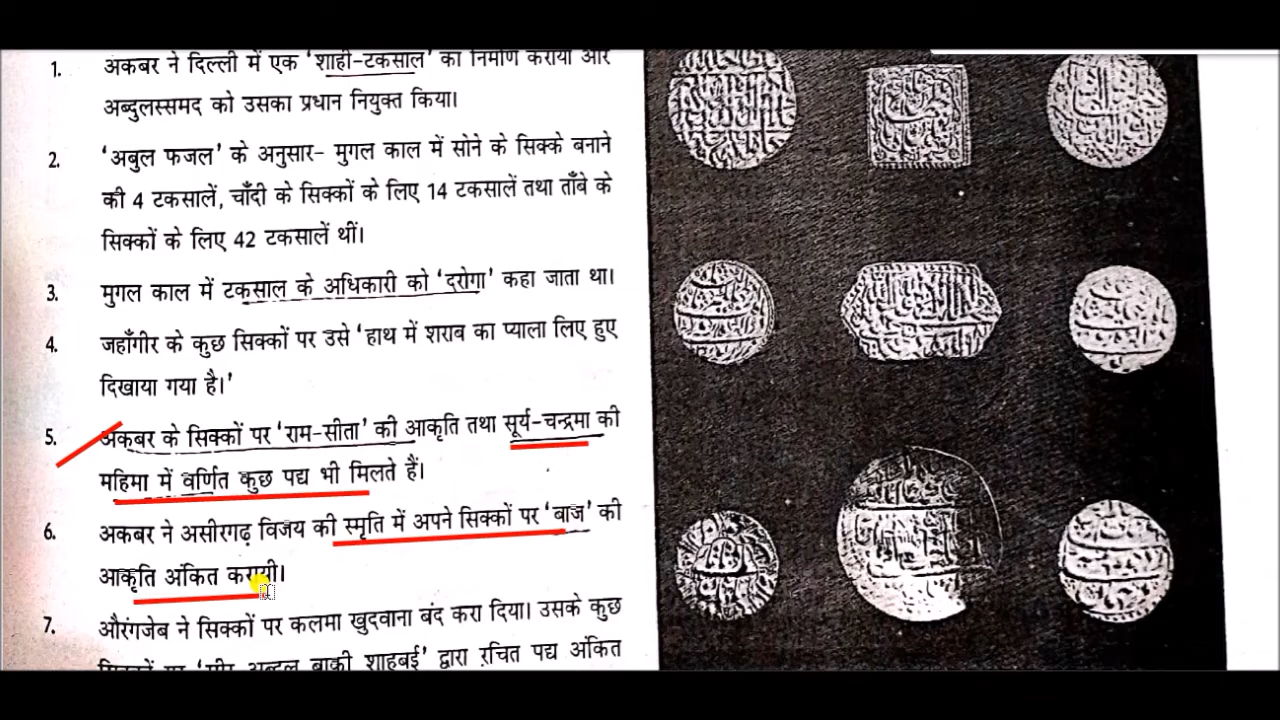 1. अकबर ने दिल्ली में एक ‘शाही-टकसाल’ का निर्माण कराया और
अब्दुलस्समद को उसका प्रधान नियुक्त किया।
2. ‘अबुल फजल’ के अनुसार- मुगल काल में सोने के सिक्के बनाने
की 4 टकसालें, चाँदी के सिक्कों के लिए 14 टकसालें तथा ताँबे के
सिक्कों के लिए 42 टकसालें थीं।
3. मुगल काल में टकसाल के अधिकारी को ‘दरोगा’ कहा जाता था।
4. जहाँगीर के कुछ सिक्कों पर उसे ‘हाथ में शराब का प्याला लिए हुए
दिखाया गया है।’
5. अकबर के सिक्कों पर ‘राम-सीता’ की आकृति तथा सूर्य-चन्द्रमा की
महिमा में वर्णित कुछ पद्य भी मिलते हैं।
6. अकबर ने असीरगढ़ विजय की स्मृति में अपने सिक्कों पर ‘बाज’ की
आकृति अंकित करायी।
7. औरंगजेब ने सिक्कों पर कलमा खुदवाना बंद करा दिया। उसके कुछ
सिक्कों पर ‘मीर अब्दुल बाकी शाहबई’ द्वारा रचित पद्य अंकित